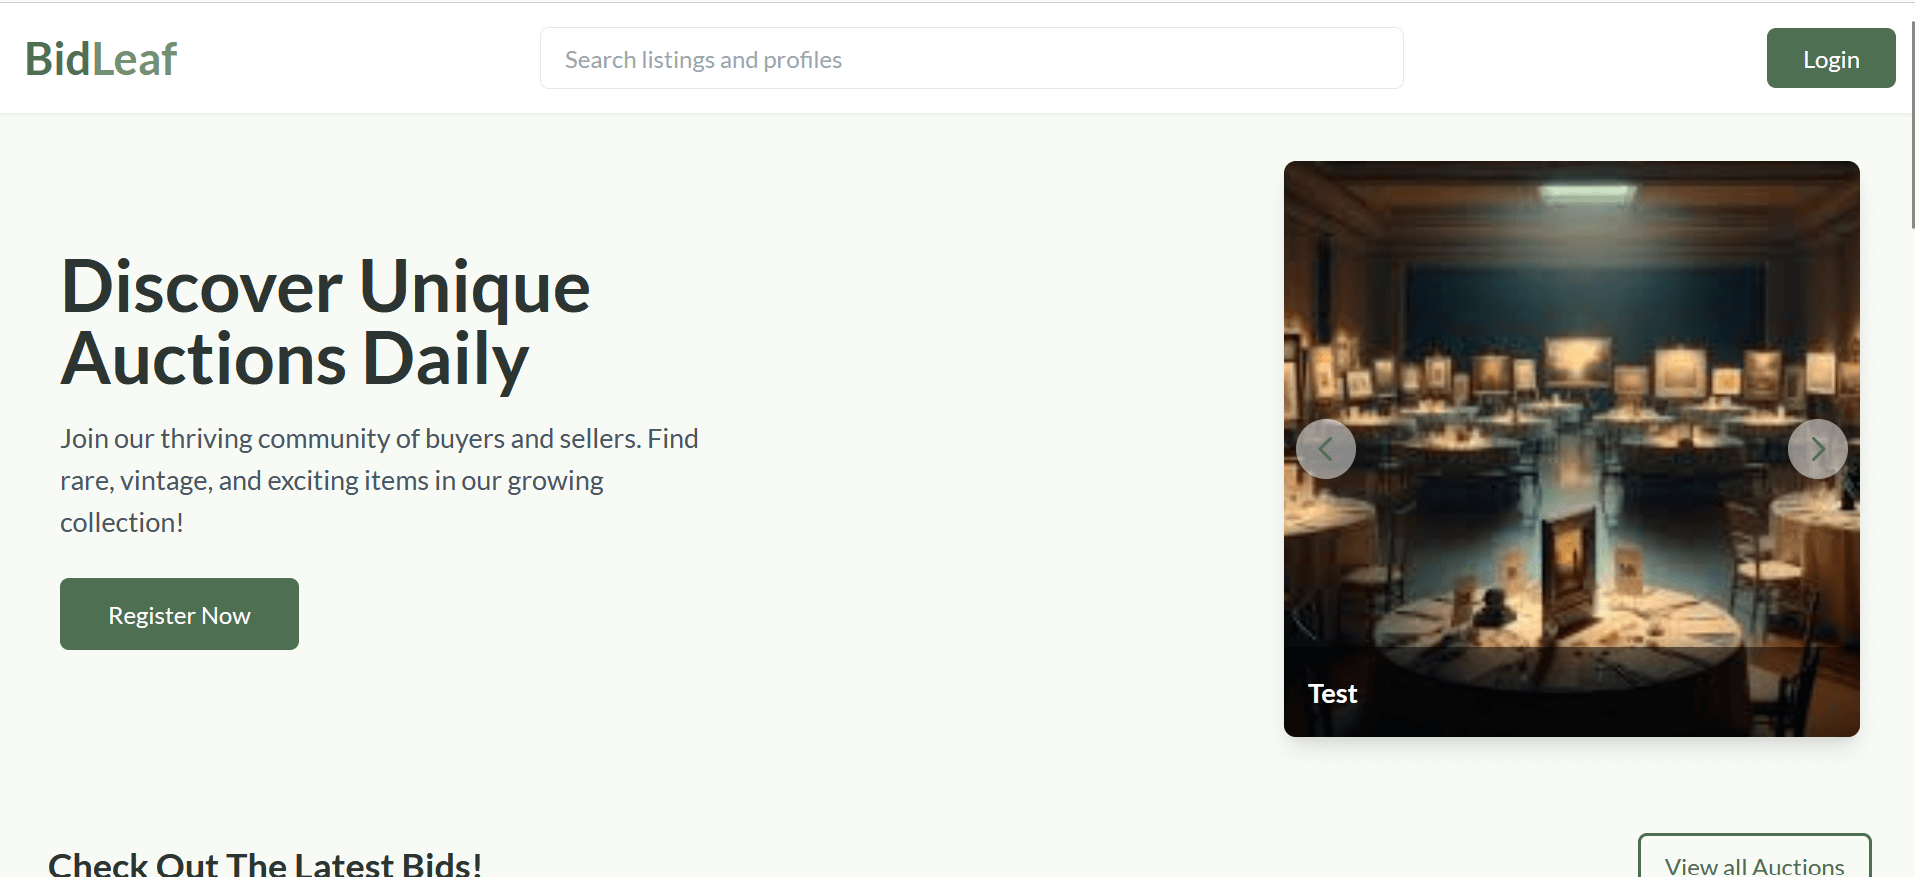 BidLeaf
Search listings and profiles
Login
Discover Unique
Auctions Daily
Join our thriving community of buyers and sellers. Find
rare, vintage, and exciting items in our growing
collection!
Register Now
Test
Check Out The Latest Bids!
View all Auctions